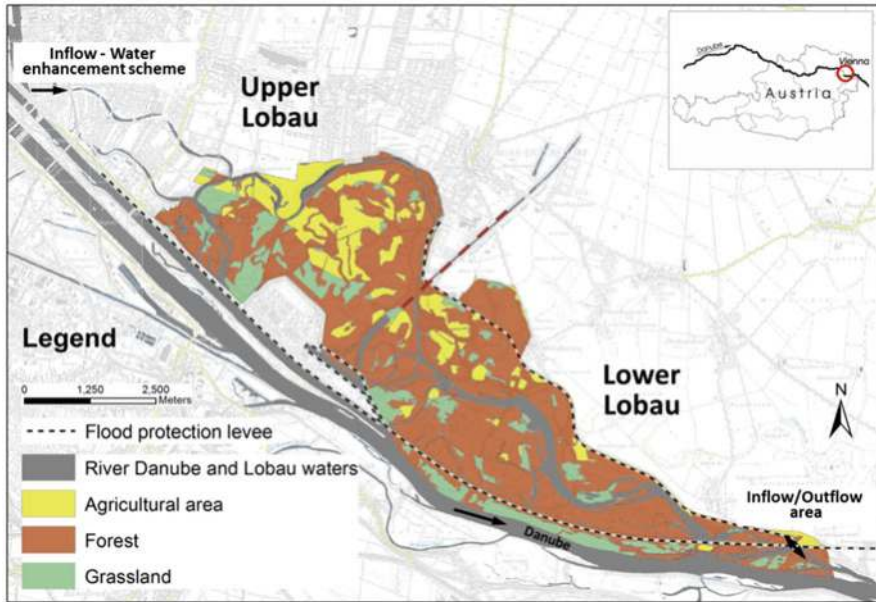 Inflow - Water
enhancement scheme
Upper
Lobau
Danube
Vienna
Austria
Legend
0 1,250 2,500
Meters
Flood protection levee
River Danube and Lobau waters
Agricultural area
Forest
Grassland
Lower
Lobau
N
Inflow/Outflow
area
Danube